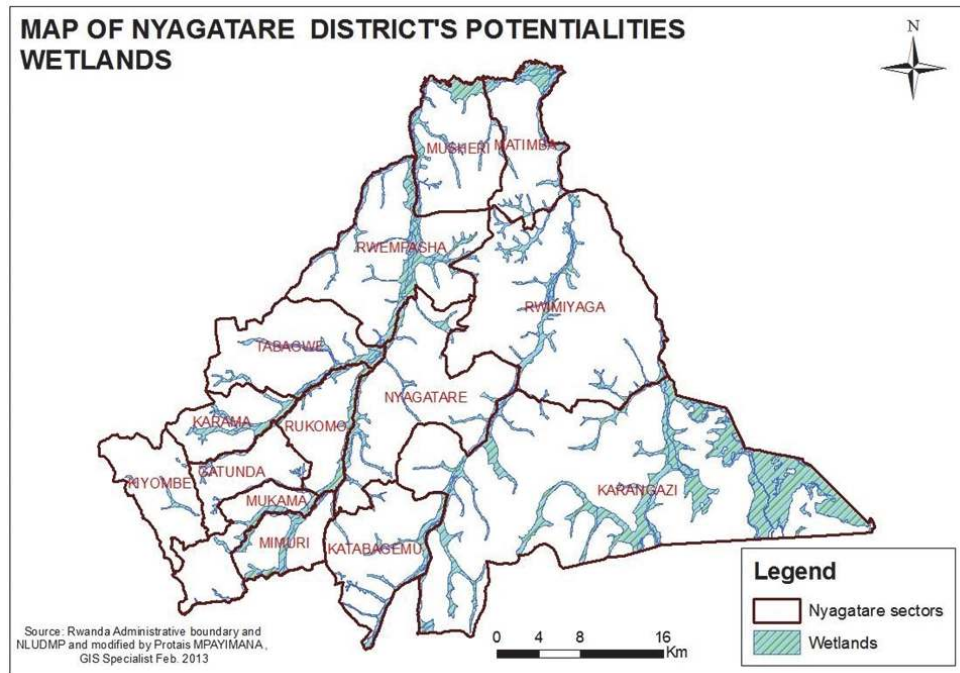 MAP OF NYAGATARE DISTRICT'S POTENTIALITIES
WETLANDS
N
MUSHERI
MATIMBA
RWEMPASHA
RWIMIYAGA
TABAGWE
NYAGATARE
KARAMA
RUKOMO
GATUNDA
KIYOMBE
MUKAMA
KARANGAZI
MIMURI
KATABAGEMU
Legend
Nyagatare sectors
Wetlands
Source: Rwanda Administrative boundary and
NLUDMP and modified by Protais MPAYIMANA,
GIS Specialist Feb. 2013
0 4 8 16
Km